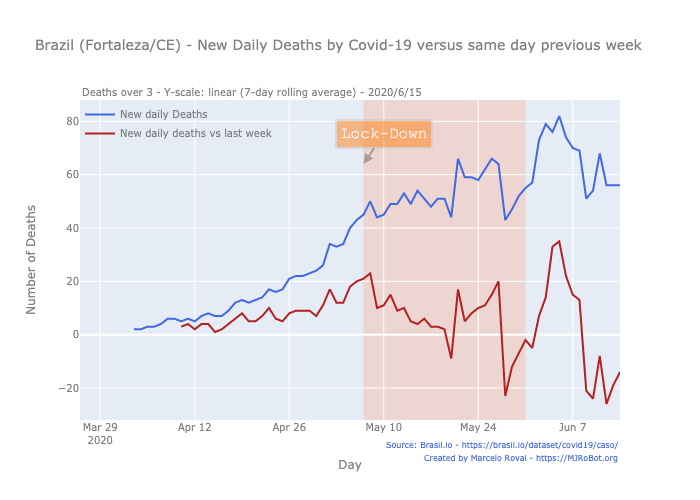 Brazil (Fortaleza/CE) - New Daily Deaths by Covid-19 versus same day previous week
Deaths over 3 - Y-scale: linear (7-day rolling average) - 2020/6/15
New daily Deaths
New daily deaths vs last week
Lock-Down
80
60
40
20
0
−20
Number of Deaths
Mar 29
2020
Apr 12
Apr 26
May 10
May 24
Jun 7
Day
Source: Brasil.io - https://brasil.io/dataset/covid19/caso/
Created by Marcelo Rovai - https://MJRoBot.org